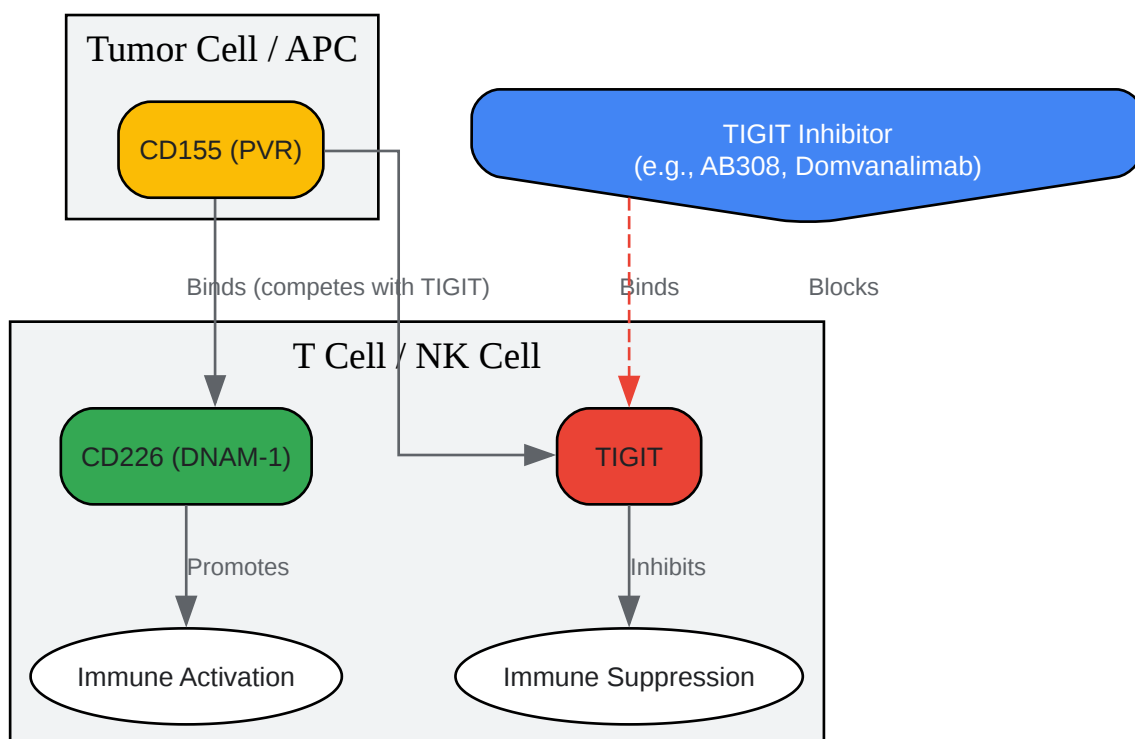 Tumor Cell / APC
CD155 (PVR)
TIGIT Inhibitor
(e.g., AB308, Domvanalimab)
Binds (competes with TIGIT)
Binds
Blocks
T Cell / NK Cell
CD226 (DNAM-1)
TIGIT
Promotes
Inhibits
Immune Activation
Immune Suppression